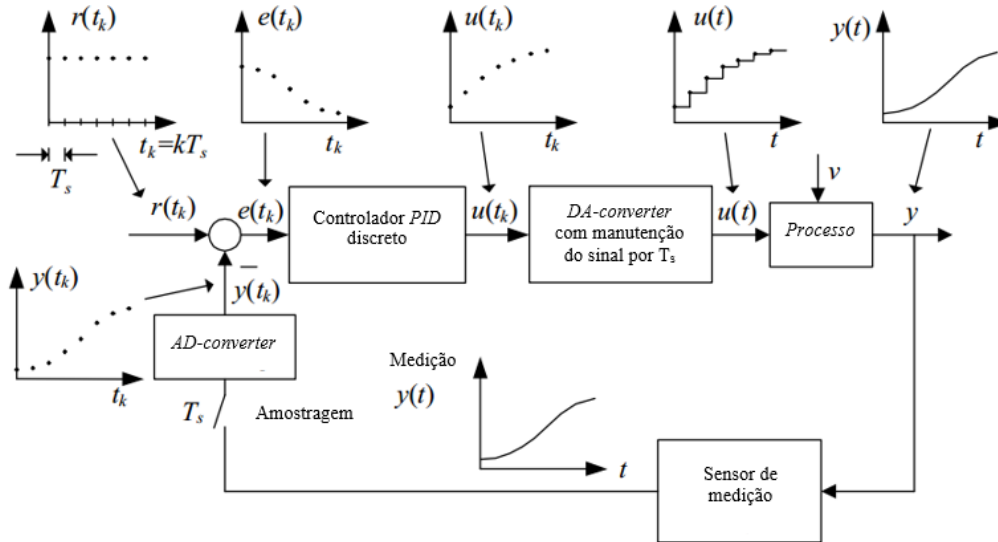 r(t_k)
e(t_k)
u(t_k)
u(t)
y(t)
t_k=kT_s
t_k
t_k
t
t
T_s
r(t_k)
e(t_k)
Controlador PID
discreto
u(t_k)
DA-converter
com manutenção
do sinal por T_s
u(t)
v
Processo
y
y(t_k)
–
y(t_k)
AD-converter
t_k
T_s
Amostragem
Medição
y(t)
t
Sensor de
medição